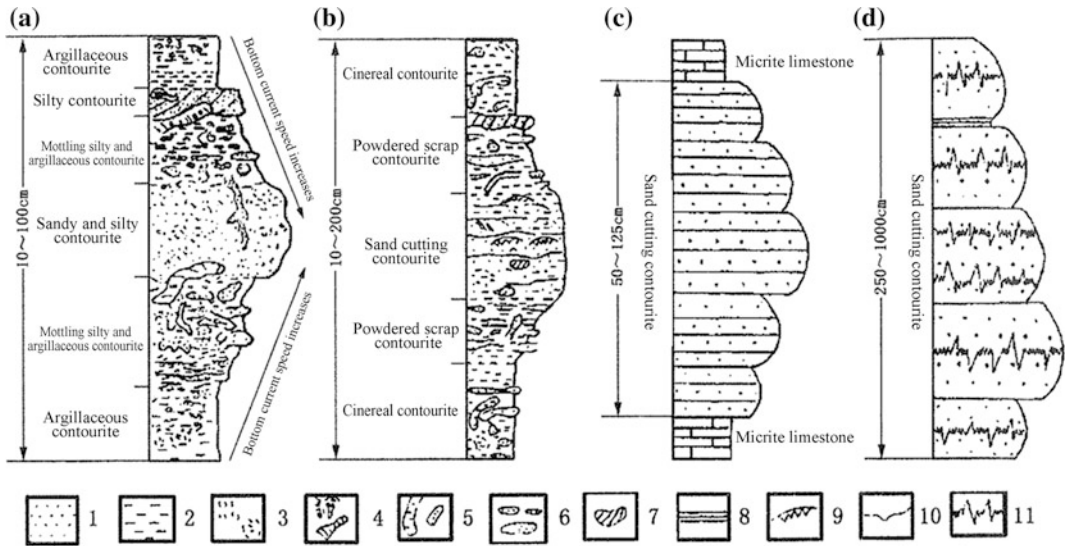 (a)
Argillaceous
contourite
Silty contourite
Mottling silty and
argillaceous contourite
Sandy and silty
contourite
Mottling silty and
argillaceous contourite
Argillaceous
contourite
10~100cm
Bottom current speed increases
Bottom current speed increases
(b)
Cinereal contourite
Powdered scrap
contourite
Sand cutting
contourite
Powdered scrap
contourite
Cinereal contourite
10~200cm
(c)
Micrite limestone
50~125cm
Sand cutting contourite
Micrite limestone
(d)
Sand cutting contourite
250~1000cm
1 2 3 4 5 6 7 8 9 10 11